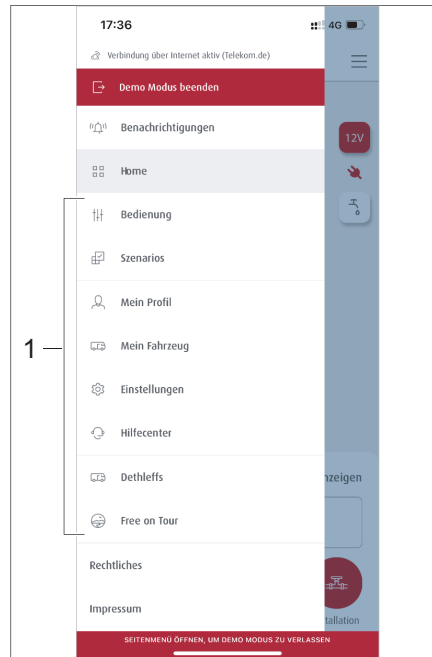 17:36
4G
Verbindung über Internet aktiv (Telekom.de)
Demo Modus beenden
Benachrichtigungen
12V
Home
Bedienung
Szenarios
Mein Profil
1
Mein Fahrzeug
Einstellungen
Hilfecenter
Dethleffs
nzeigen
Free on Tour
Rechtliches
Impressum
tallation
SEITENMENÜ ÖFFNEN, UM DEMO MODUS ZU VERLASSEN